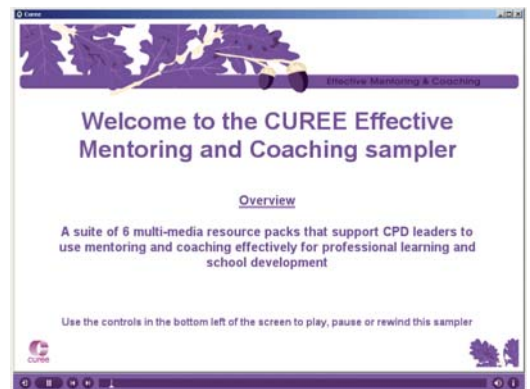 Curee
Effective Mentoring & Coaching
Welcome to the CUREE Effective
Mentoring and Coaching sampler
Overview
A suite of 6 multi-media resource packs that support CPD leaders to
use mentoring and coaching effectively for professional learning and
school development
Use the controls in the bottom left of the screen to play, pause or rewind this sampler
curee